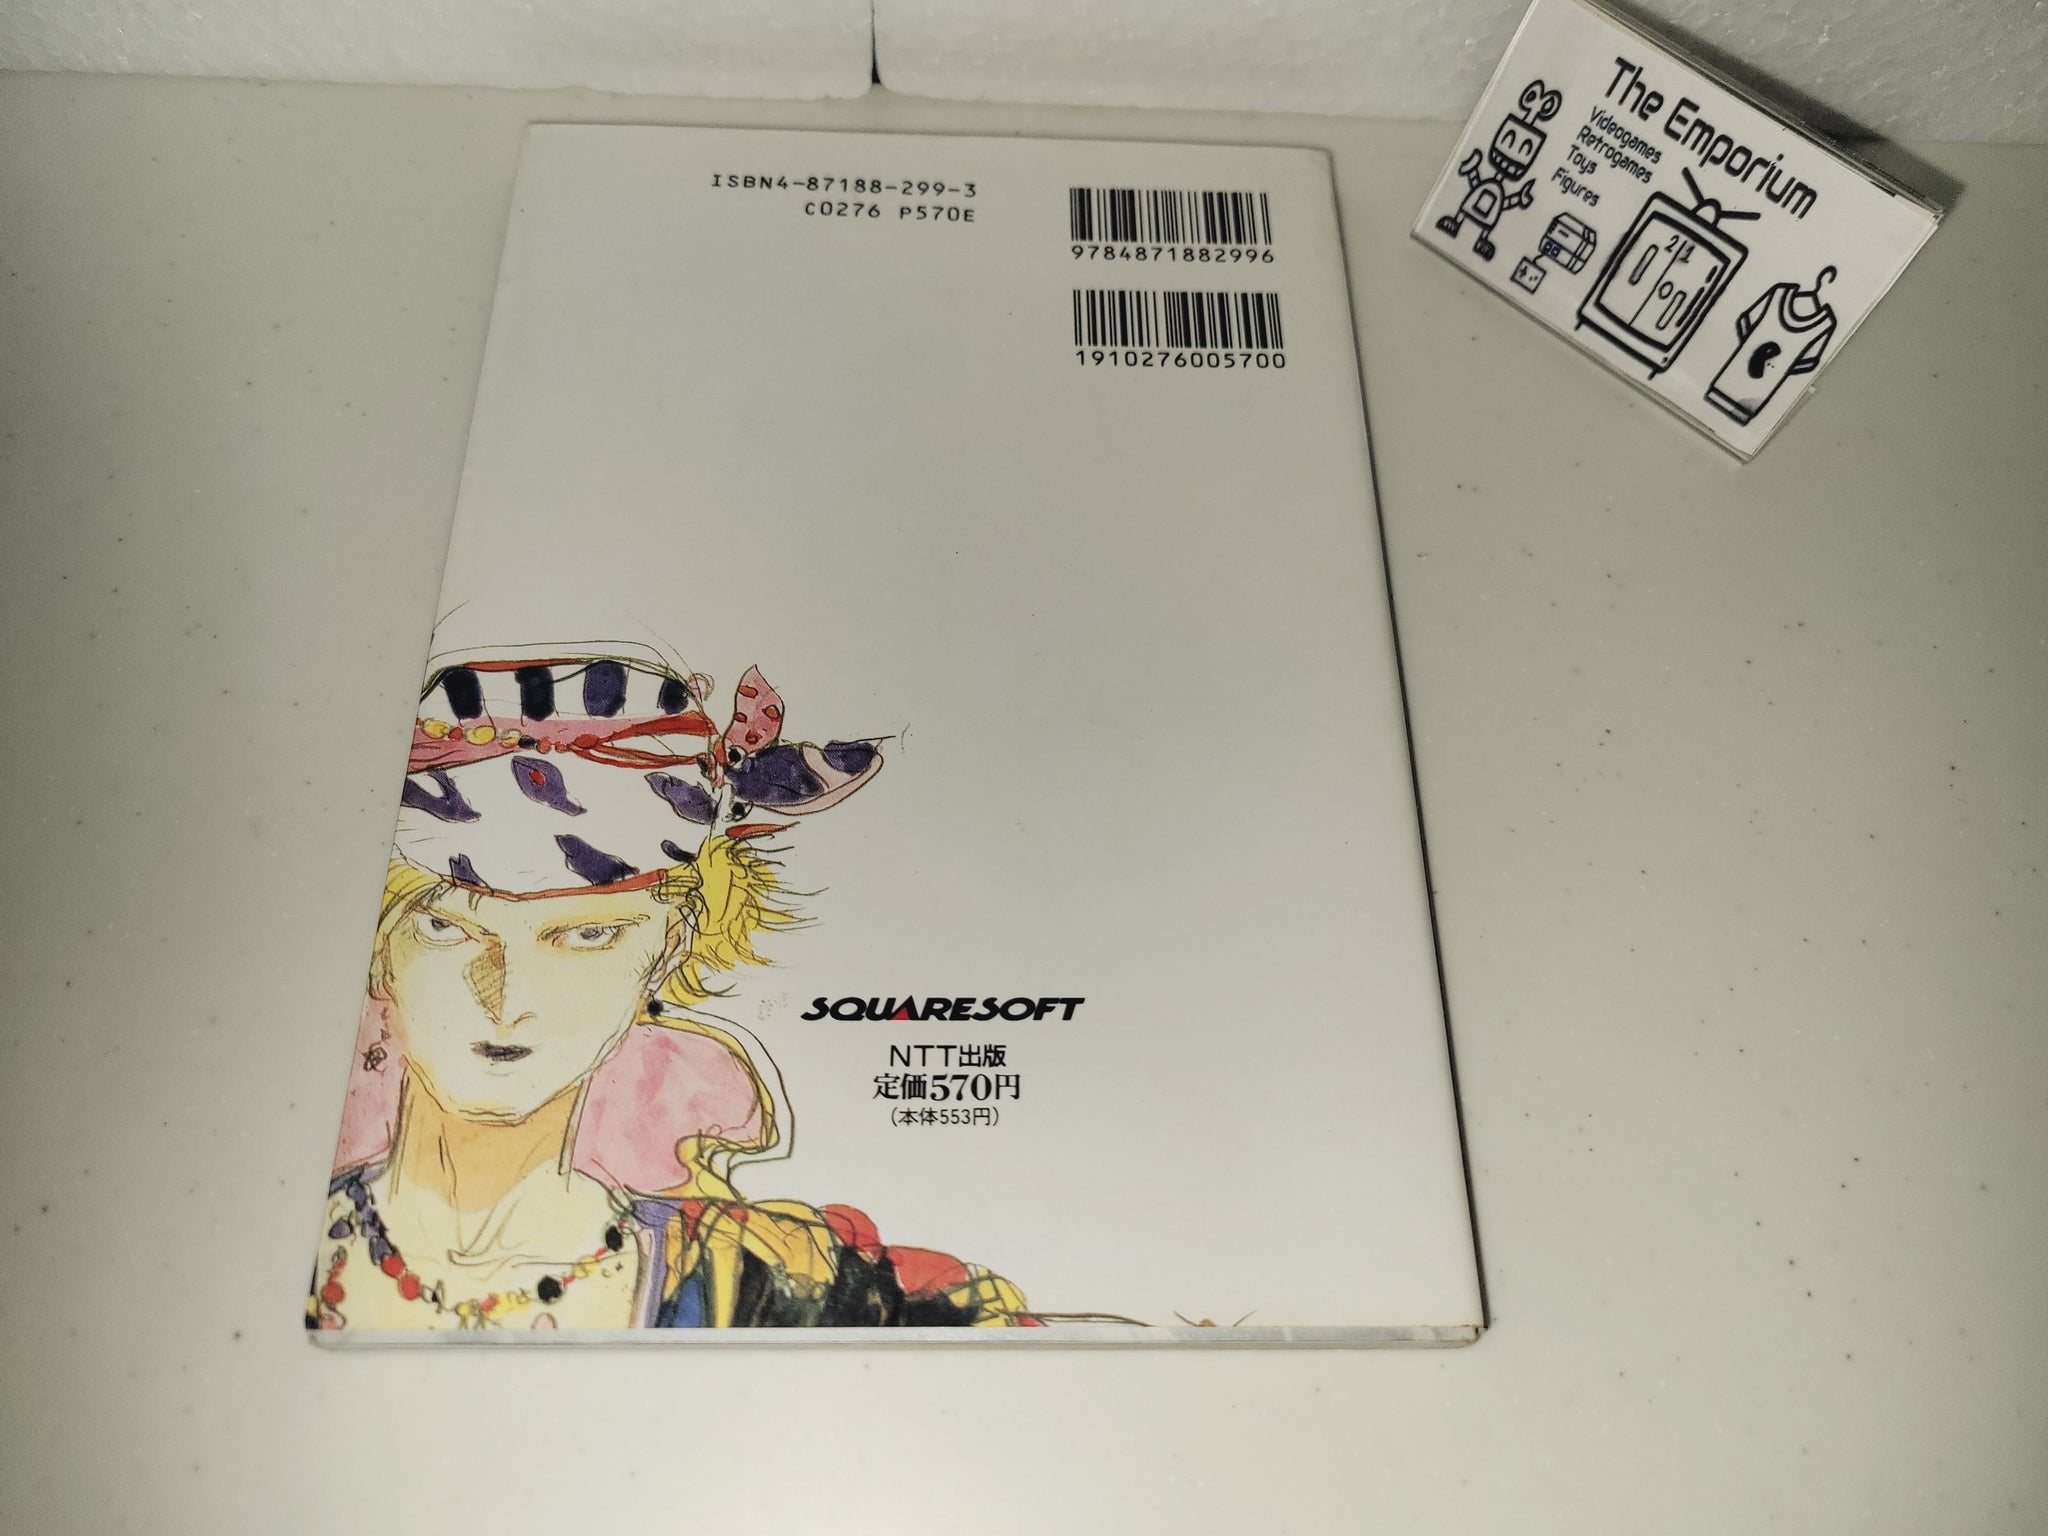 ISBN4-87188-299-3
C0276 P570E
9784871882996
1910276005700
SQUARESOFT
NTT出版
定価570円
(本体553円)
The Emporium
Videogames
Retrogames
Toys
Figures
21